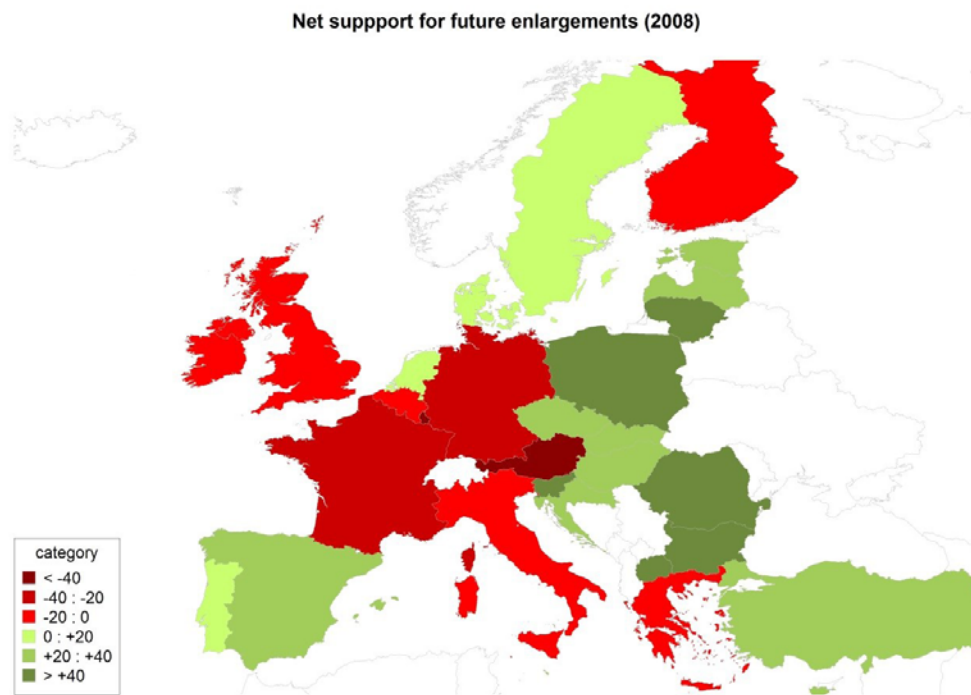 Net suppport for future enlargements (2008)
category
< -40
-40 : -20
-20 : 0
0 : +20
+20 : +40
> +40